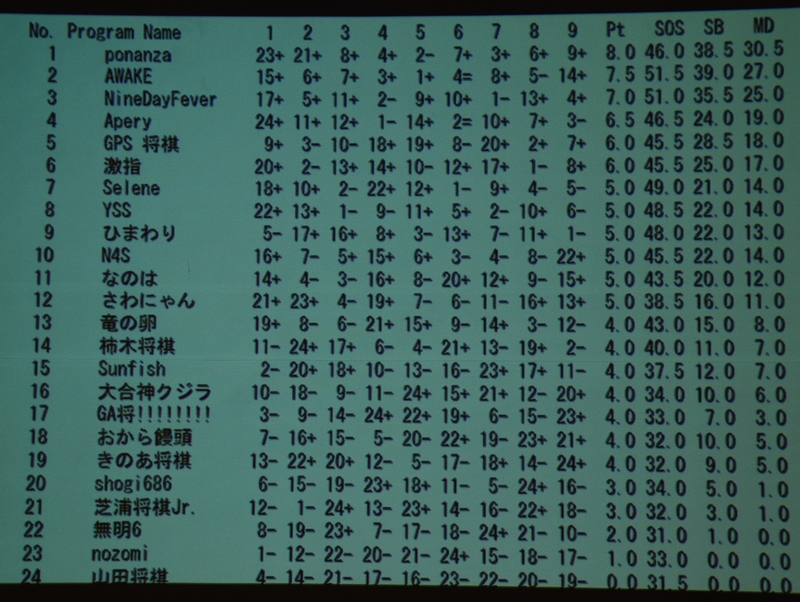 No. Program Name 1 2 3 4 5 6 7 8 9 Pt SOS SB MD
1 ponanza 23+ 21+ 8+ 4+ 2- 7+ 3+ 6+ 9+ 8.0 46.0 38.5 30.5
2 AWAKE 15+ 6+ 7+ 3+ 1+ 4= 8+ 5- 14+ 7.5 51.5 39.0 27.0
3 NineDayFever 17+ 5+ 11+ 2- 9+ 10+ 1- 13+ 4+ 7.0 51.0 35.5 25.0
4 Apery 24+ 11+ 12+ 1- 14+ 2= 10+ 7+ 3- 6.5 46.5 24.0 19.0
5 GPS 将棋 9+ 3- 10- 18+ 19+ 8- 20+ 2+ 7+ 6.0 45.5 28.5 18.0
6 激指 20+ 2- 13+ 14+ 10- 12+ 17+ 1- 8+ 6.0 45.5 25.0 17.0
7 Selene 18+ 10+ 2- 22+ 12+ 1- 9+ 4- 5- 5.0 49.0 21.0 14.0
8 YSS 22+ 13+ 1- 9- 11+ 5+ 2- 10+ 6- 5.0 48.5 22.0 14.0
9 ひまわり 5- 17+ 16+ 8+ 3- 13+ 7- 11+ 1- 5.0 48.0 22.0 13.0
10 N4S 16+ 7- 5+ 15+ 6+ 3- 4- 8- 22+ 5.0 45.5 22.0 14.0
11 なのは 14+ 4- 3- 16+ 8- 20+ 12+ 9- 15+ 5.0 43.5 20.0 12.0
12 さわにゃん 21+ 23+ 4- 19+ 7- 6- 11- 16+ 13+ 5.0 38.5 16.0 11.0
13 竜の卵 19+ 8- 6- 21+ 15+ 9- 14+ 3- 12- 4.0 43.0 15.0 8.0
14 柿木将棋 11- 24+ 17+ 6- 4- 21+ 13- 19+ 2- 4.0 40.0 11.0 7.0
15 Sunfish 2- 20+ 18+ 10- 13- 16- 23+ 17+ 11- 4.0 37.5 12.0 7.0
16 大合神クジラ 10- 18- 9- 11- 24+ 15+ 21+ 12- 20+ 4.0 34.0 10.0 6.0
17 GA将!!!!!!!! 3- 9- 14- 24+ 22+ 19+ 6- 15- 23+ 4.0 33.0 7.0 3.0
18 おから饅頭 7- 16+ 15- 5- 20- 22+ 19- 23+ 21+ 4.0 32.0 10.0 5.0
19 きのあ将棋 13- 22+ 20+ 12- 5- 17- 18+ 14- 24+ 4.0 32.0 9.0 5.0
20 shogi686 6- 15- 19- 23+ 18+ 11- 5- 24+ 16- 3.0 34.0 5.0 1.0
21 芝浦将棋Jr. 12- 1- 24+ 13- 23+ 14- 16- 22+ 18- 3.0 32.0 3.0 1.0
22 無明6 8- 19- 23+ 7- 17- 18- 24+ 21- 10- 2.0 31.0 1.0 0.0
23 nozomi 1- 12- 22- 20- 21- 24+ 15- 18- 17- 1.0 33.0 0.0 0.0
24 山田将棋 4- 14- 21- 17- 16- 23- 22- 20- 19- 0.0 31.5 0.0 0.0